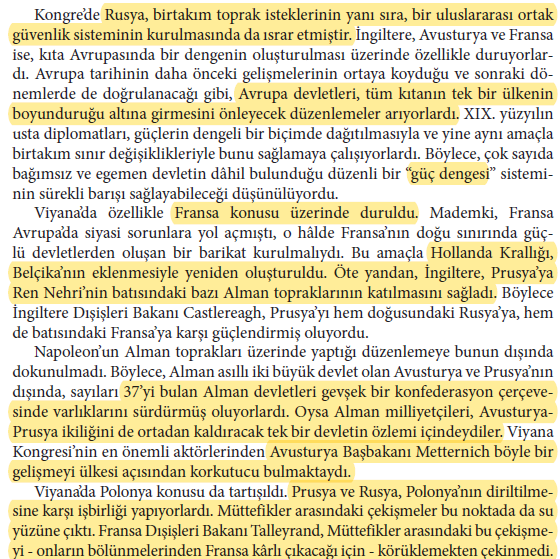 Kongre'de Rusya, birtakım toprak isteklerinin yanı sıra, bir uluslararası ortak
güvenlik sisteminin kurulmasında da ısrar etmiştir. İngiltere, Avusturya ve Fransa
ise, kıta Avrupasında bir dengenin oluşturulması üzerinde özellikle duruyorlar-
dı. Avrupa tarihinin daha önceki gelişmelerinin ortaya koyduğu ve sonraki dö-
nemlerde de doğrulanacağı gibi, Avrupa devletleri, tüm kıtanın tek bir ülkenin
boyunduruğu altına girmesini önleyecek düzenlemeler arıyorlardı. XIX. yüzyılın
usta diplomatları, güçlerin dengeli bir biçimde dağıtılmasıyla ve yine aynı amaçla
birtakım sınır değişiklikleriyle bunu sağlamaya çalışıyorlardı. Böylece, çok sayıda
bağımsız ve egemen devletin dâhil bulunduğu düzenli bir “güç dengesi” sistemi-
nin sürekli barışı sağlayabileceği düşünülüyordu.
Viyana'da özellikle Fransa konusu üzerinde duruldu. Mademki, Fransa
Avrupa'da siyasi sorunlara yol açmıştı, o hâlde Fransa'nın doğu sınırında güç-
lü devletlerden oluşan bir barikat kurulmalıydı. Bu amaçla Hollanda Krallığı,
Belçika'nın eklenmesiyle yeniden oluşturuldu. Öte yandan, İngiltere, Prusya'ya
Ren Nehri'nin batısındaki bazı Alman topraklarının katılmasını sağladı. Böylece
İngiltere Dışişleri Bakanı Castlereagh, Prusya'yı hem doğusundaki Rusya'ya, hem
de batısındaki Fransa'ya karşı güçlendirmiş oluyordu.
Napoleon'un Alman toprakları üzerinde yaptığı düzenlemeye bunun dışında
dokunulmadı. Böylece, Alman asıllı iki büyük devlet olan Avusturya ve Prusya'nın
dışında, sayıları 37'yi bulan Alman devletleri gevşek bir konfederasyon çerçeve-
sinde varlıklarını sürdürmüş oluyorlardı. Oysa Alman milliyetçileri, Avusturya-
Prusya ikiliğini de ortadan kaldıracak tek bir devletin özlemi içindeydiler. Viyana
Kongresi'nin en önemli aktörlerinden Avusturya Başbakanı Metternich böyle bir
gelişmeyi ülkesi açısından korkutucu bulmaktaydı.
Viyana'da Polonya konusu da tartışıldı. Prusya ve Rusya, Polonya'nın diriltilme-
sine karşı işbirliği yapıyorlardı. Müttefikler arasındaki çekişmeler bu noktada da su
yüzüne çıktı. Fransa Dışişleri Bakanı Talleyrand, Müttefikler arasındaki bu çekişme-
yi - onların bölünmelerinden Fransa kârlı çıkacağı için - körüklemekten çekinmedi.